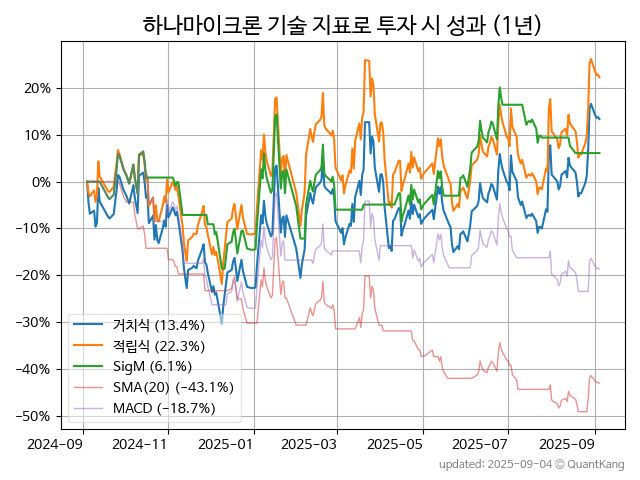 하나마이크론 기술 지표로 투자 시 성과 (1년)
20%
10%
0%
−10%
−20%
−30%
−40%
−50%
거치식 (13.4%)
적립식 (22.3%)
SigM (6.1%)
SMA(20) (−43.1%)
MACD (−18.7%)
2024-09
2024-11
2025-01
2025-03
2025-05
2025-07
2025-09
updated: 2025-09-04 © QuantKang